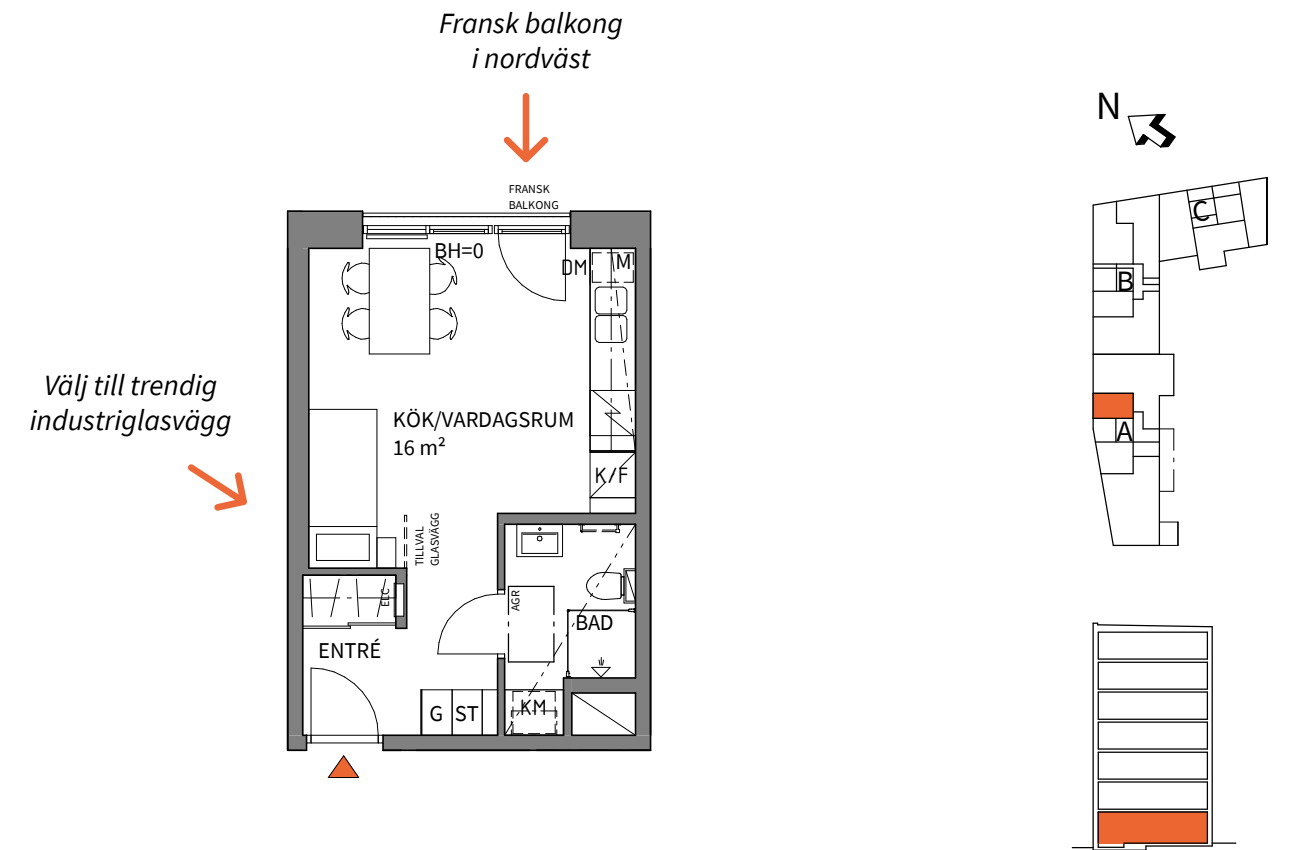 Fransk balkong
i nordväst
N
FRANSK
BALKONG
BH=0
DM
M
C
B
Välj till trendig
industriglasvägg
KÖK/VARDAGSRUM
16 m²
A
K/F
TILLVAL
GLASVÄGG
ELC
AGR
BAD
ENTRÉ
G
ST
KM